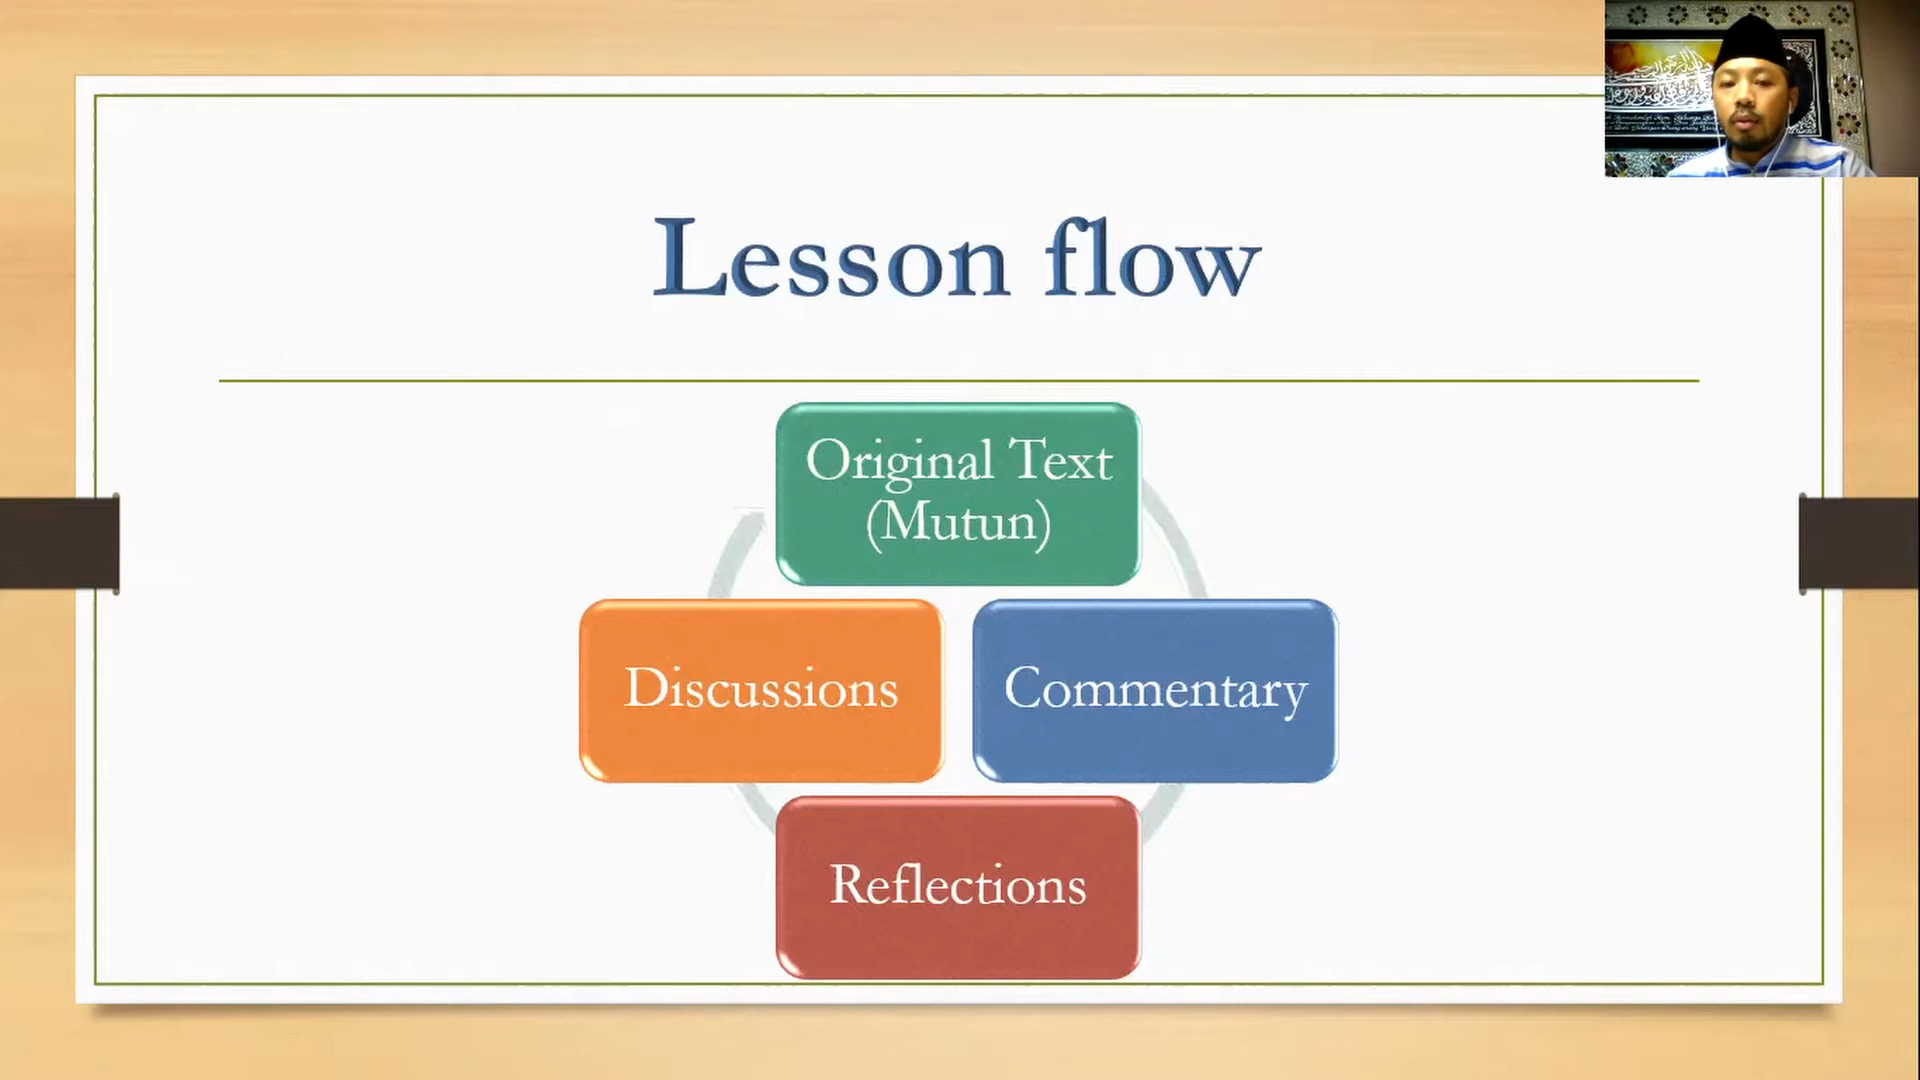 Lesson flow
Original Text
(Mutun)
Discussions
Commentary
Reflections